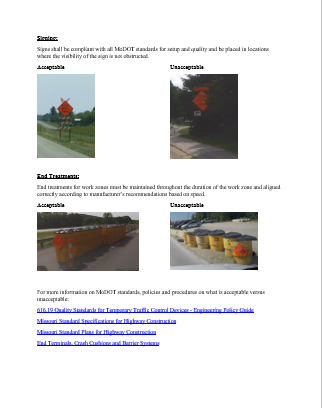 Signing:
Signs shall be compliant with all MoDOT standards for setup and quality and be placed in locations
where the visibility of the sign is not obstructed.
Acceptable Unacceptable
End Treatments:
End treatments for work zones must be maintained throughout the duration of the work zone and aligned
correctly according to manufacturer's recommendations based on speed.
Acceptable Unacceptable
For more information on MoDOT standards, policies and procedures on what is acceptable versus
unacceptable:
616.19 Quality Standards for Temporary Traffic Control Devices - Engineering Policy Guide
Missouri Standard Specifications for Highway Construction
Missouri Standard Plans for Highway Construction
End Terminals, Crash Cushions and Barrier Systems